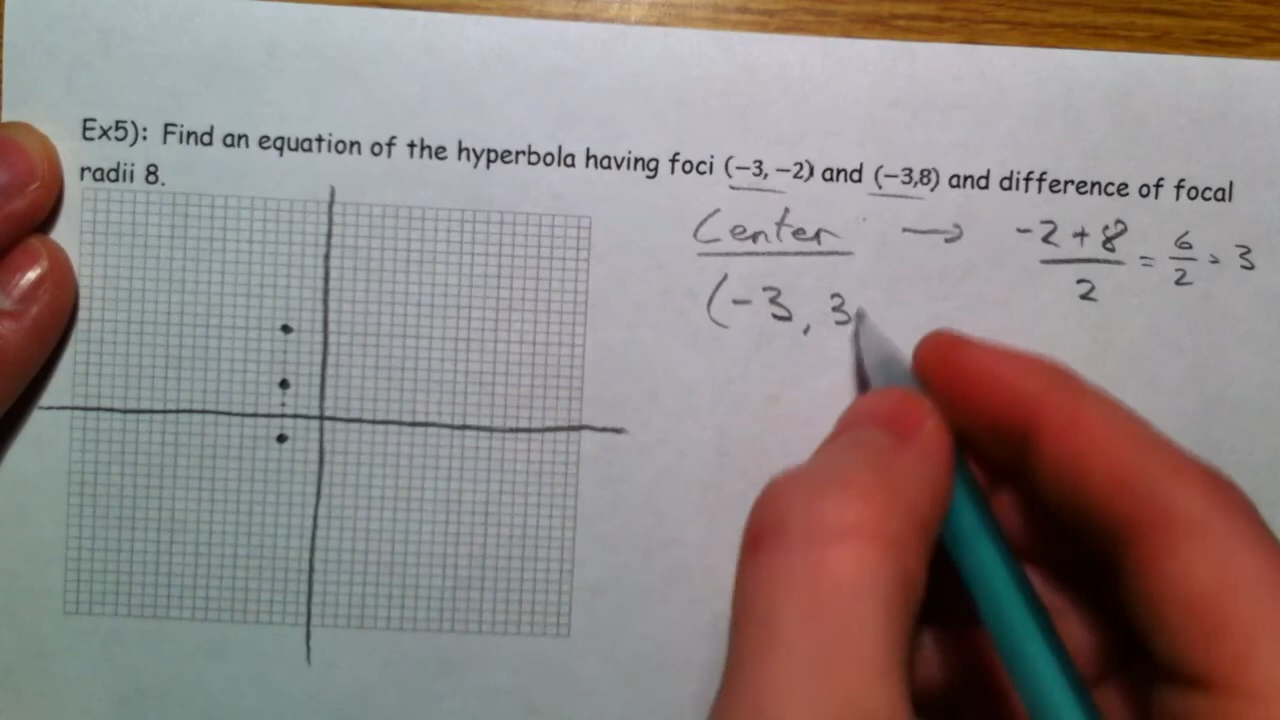 Ex5): Find an equation of the hyperbola having foci (−3, −2) and (−3,8) and difference of focal
radii 8.
Center → -2+8/2 = 6/2 = 3
(-3, 3